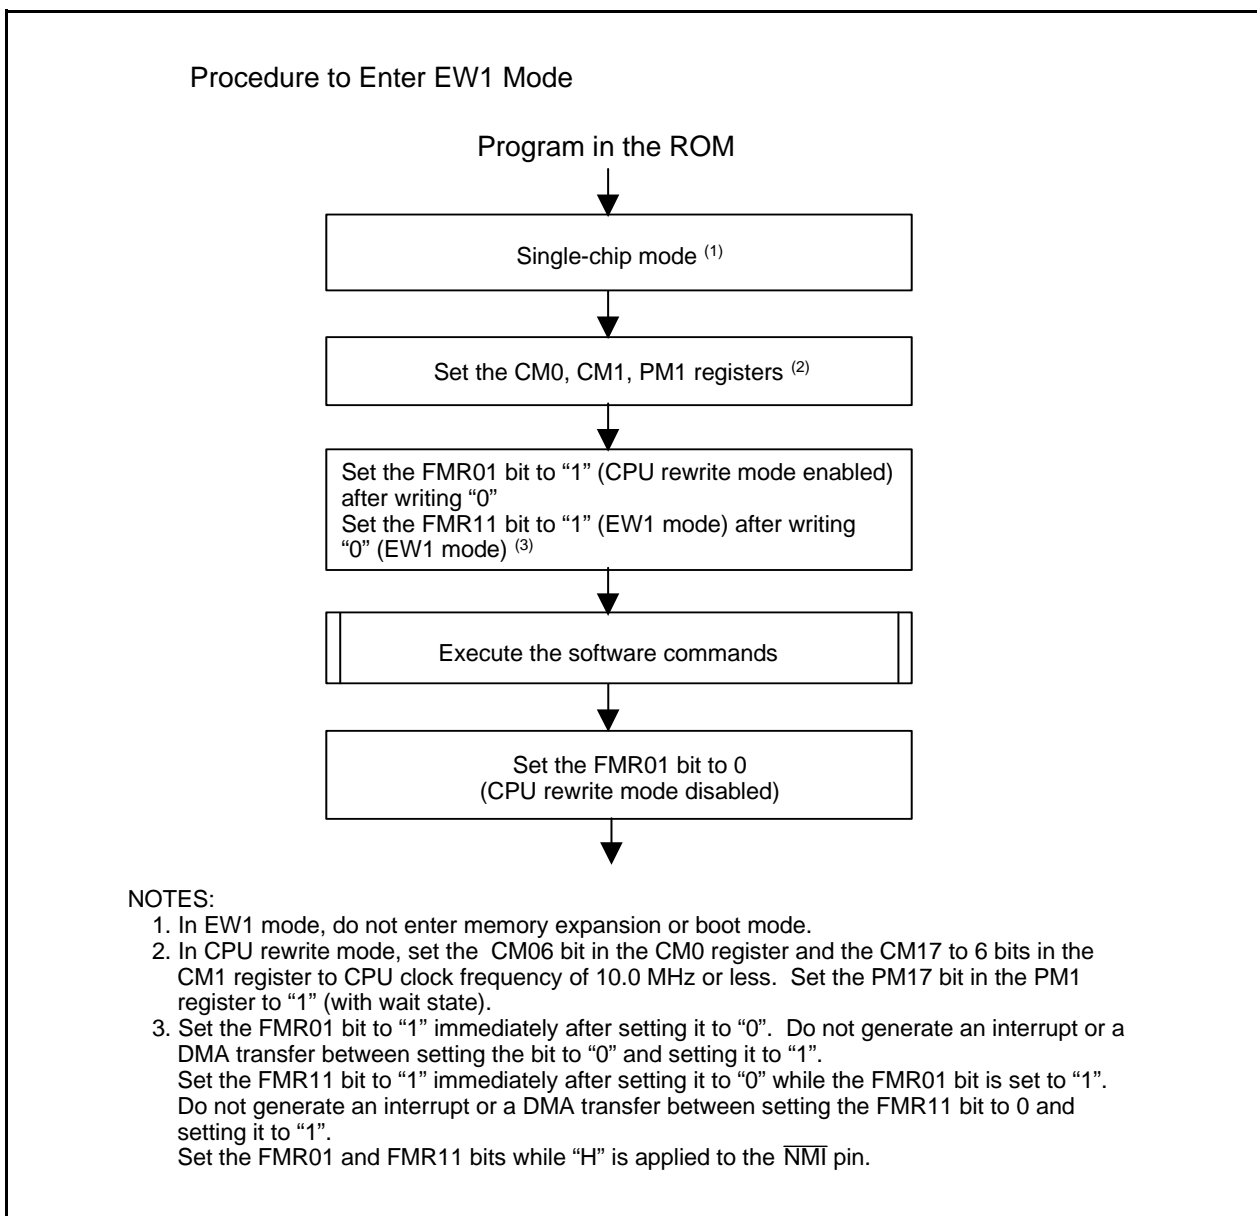 Procedure to Enter EW1 Mode
Program in the ROM
Single-chip mode (1)
Set the CM0, CM1, PM1 registers (2)
Set the FMR01 bit to “1” (CPU rewrite mode enabled)
after writing “0”
Set the FMR11 bit to “1” (EW1 mode) after writing
“0” (EW1 mode) (3)
Execute the software commands
Set the FMR01 bit to 0
(CPU rewrite mode disabled)
NOTES:
1. In EW1 mode, do not enter memory expansion or boot mode.
2. In CPU rewrite mode, set the CM06 bit in the CM0 register and the CM17 to 6 bits in the
CM1 register to CPU clock frequency of 10.0 MHz or less. Set the PM17 bit in the PM1
register to “1” (with wait state).
3. Set the FMR01 bit to “1” immediately after setting it to “0”. Do not generate an interrupt or a
DMA transfer between setting the bit to “0” and setting it to “1”.
Set the FMR11 bit to “1” immediately after setting it to “0” while the FMR01 bit is set to “1”.
Do not generate an interrupt or a DMA transfer between setting the FMR11 bit to 0 and
setting it to “1”.
Set the FMR01 and FMR11 bits while “H” is applied to the N̅M̅I̅ pin.